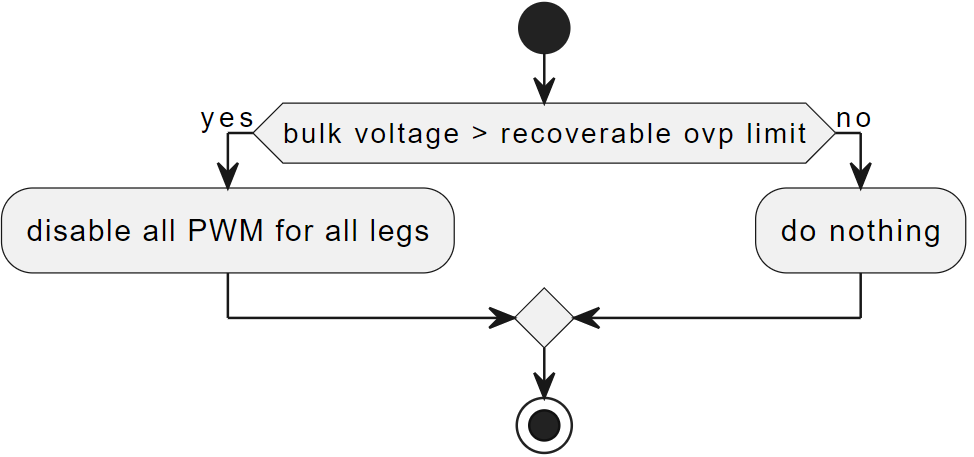 yes
bulk voltage > recoverable ovp limit
no
disable all PWM for all legs
do nothing